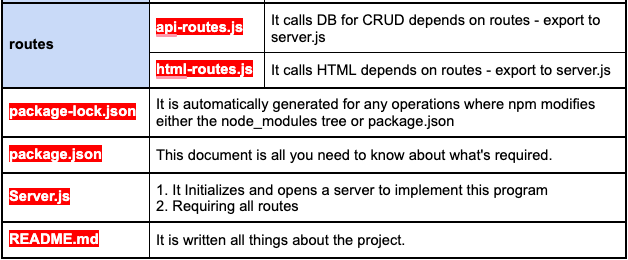 routes
api-routes.js
It calls DB for CRUD depends on routes - export to
server.js
html-routes.js
It calls HTML depends on routes - export to server.js
package-lock.json
It is automatically generated for any operations where npm modifies
either the node_modules tree or package.json
package.json
This document is all you need to know about what's required.
Server.js
1. It Initializes and opens a server to implement this program
2. Requiring all routes
README.md
It is written all things about the project.